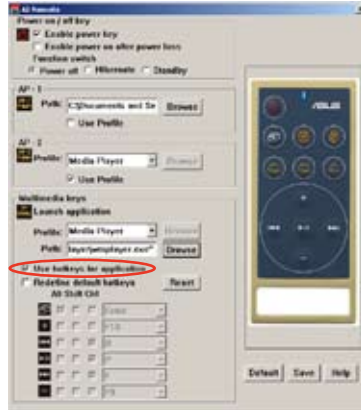 AI Remote
Power on / off key
Enable power key
Enable power on after power loss
Function switch
Power off Hibernate Standby
AP - 1
Path: C:\Documents and Se Browse
Use Profile
AP - 2
Profile: Media Player Browse
Use Profile
Multimedia keys
Launch application
Profile: Media Player Browse
Path: Browse
Use hotkeys for application
Redefine default hotkeys Reset
Alt Shift Ctrl
ASUS
Default Save Help